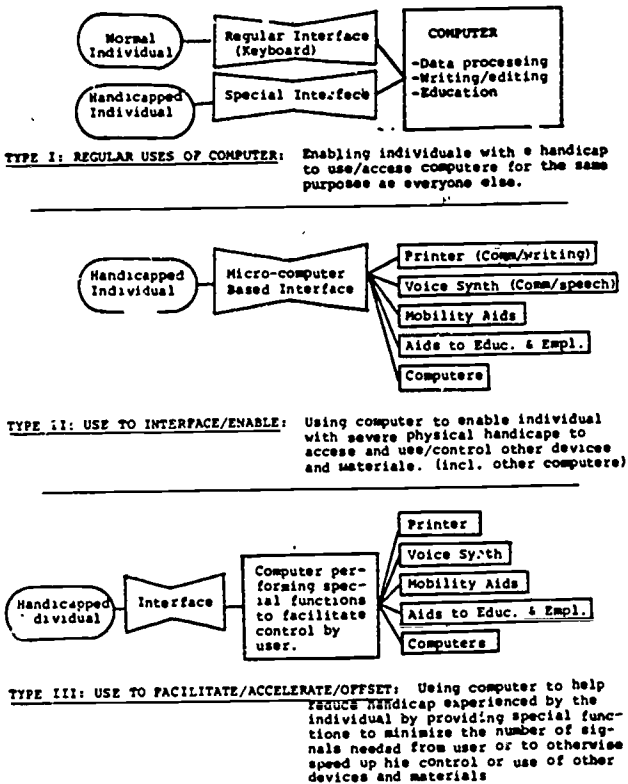 Normal
Individual
Regular Interface
(Keyboard)
COMPUTER
-Data processing
-Writing/editing
-Education
Handicapped
Individual
Special Interface
TYPE I: REGULAR USES OF COMPUTER: Enabling individuale with e handicap
to use/access computers for the same
purposes as everyone else.
Handicapped
Individual
Micro-computer
Based Interface
Printer (Comm/writing)
Voice Synth (Comm/speech)
Mobility Aids
Aids to Educ. & Empl.
Computers
TYPE II: USE TO INTERFACE/ENABLE: Using computer to enable individual
with severe physical handicape to
access and use/control other devices
and materiale. (incl. other computere)
Handicapped
dividual
Interface
Computer per-
forming spec-
ial functions
to facilitate
control by
user.
Printer
Voice Synth
Mobility Aids
Aids to Educ. & Empl.
Computers
TYPE III: USE TO FACILITATE/ACCELERATE/OFFSET: Using computer to help
reduce handicap experienced by the
individual by providing special func-
tions to minimize the number of sig-
nals needed from user or to otherwise
speed up his control or use of other
devices and materials